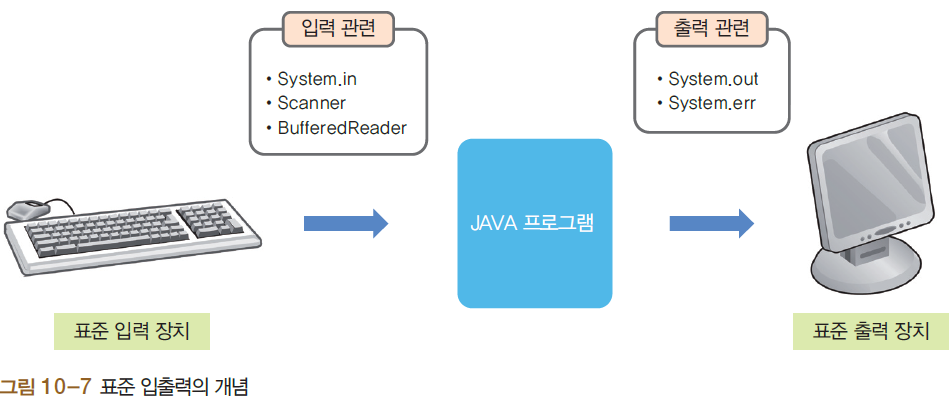 입력 관련
• System.in
• Scanner
• BufferedReader
출력 관련
• System.out
• System.err
JAVA 프로그램
표준 입력 장치
표준 출력 장치
그림 10-7 표준 입출력의 개념